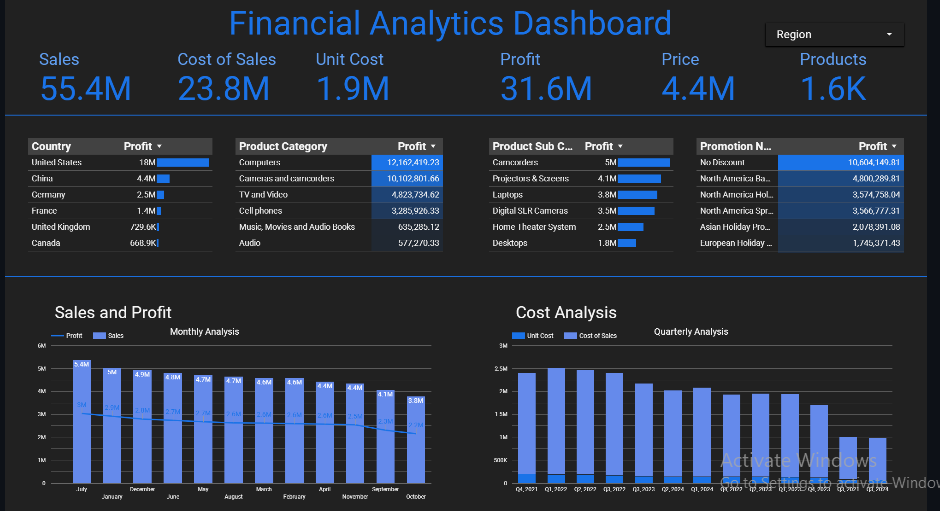 Financial Analytics Dashboard
Region
Sales Cost of Sales Unit Cost Profit Price Products
55.4M 23.8M 1.9M 31.6M 4.4M 1.6K
Country Profit
United States 18M
China 4.4M
Germany 2.5M
France 1.4M
United Kingdom 729.6K
Canada 668.9K
Product Category Profit
Computers 12,162,419.23
Cameras and camcorders 10,102,801.66
TV and Video 4,823,734.62
Cell phones 3,285,926.33
Music, Movies and Audio Books 635,285.12
Audio 577,270.33
Product Sub C... Profit
Camcorders 5M
Projectors & Screens 4.1M
Laptops 3.8M
Digital SLR Cameras 3.5M
Home Theater System 2.5M
Desktops 1.8M
Promotion N... Profit
No Discount 10,604,149.81
North America Ba... 4,800,289.81
North America Hol... 3,574,758.04
North America Spr... 3,566,777.31
Asian Holiday Pro... 2,078,391.08
European Holiday ... 1,745,371.43
Sales and Profit
Monthly Analysis
Profit Sales
6M
5M
4M
3M
2M
1M
0
5.4M 5M 4.9M 4.8M 4.7M 4.7M 4.6M 4.6M 4.4M 4.4M 4.1M 3.8M
July January December June May August March February April November September October
Cost Analysis
Quarterly Analysis
Unit Cost Cost of Sales
3M
2.5M
2M
1.5M
1M
500K
0
Q4, 2021 Q1, 2022 Q2, 2022 Q3, 2022 Q3, 2023 Q2, 2024 Q1, 2024
Activate Windows
Go to Settings to activate Windows